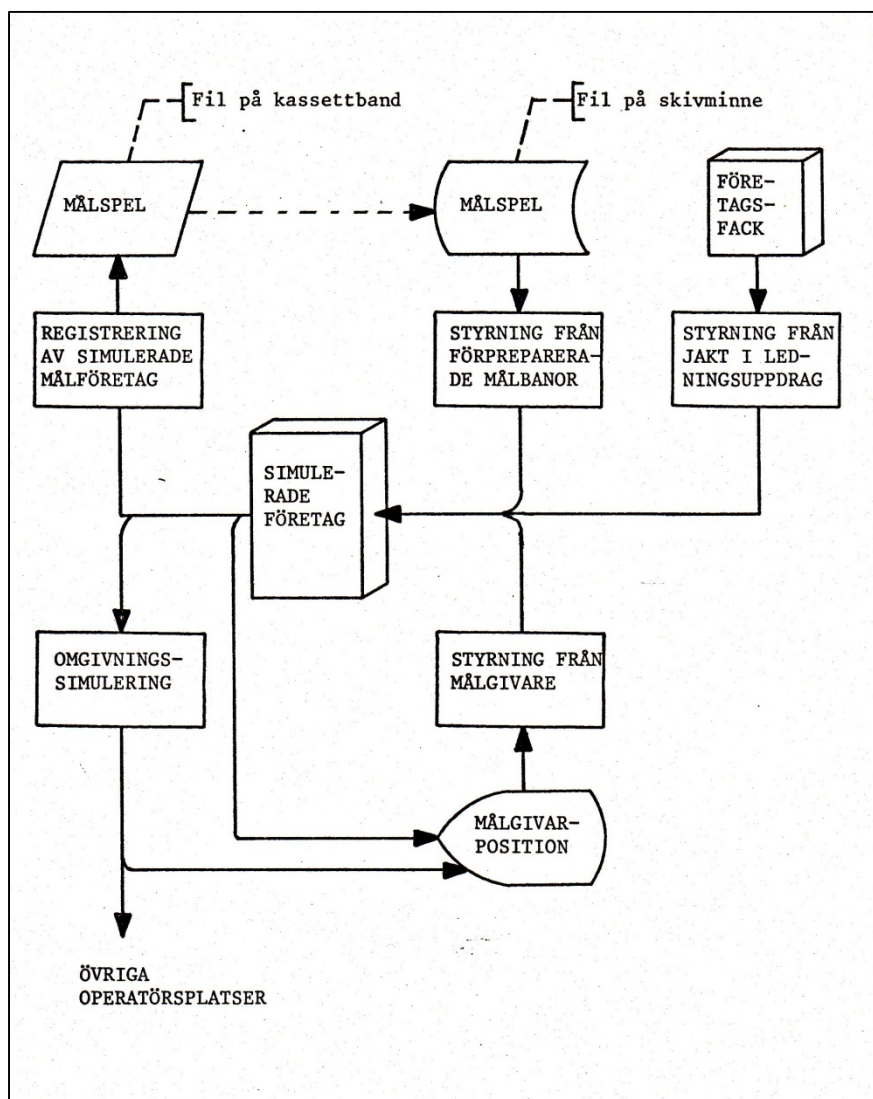 Fil på kassettband
Fil på skivminne
MÅLSPEL
MÅLSPEL
FÖRE-
TAGS-
FACK
REGISTRERING
AV SIMULERADE
MÅLFÖRETAG
STYRNING FRÅN
FÖRPREPARERA-
DE MÅLBANOR
STYRNING FRÅN
JAKT I LED-
NINGSUPPDRAG
SIMULE-
RADE
FÖRETAG
OMGIVNINGS-
SIMULERING
STYRNING FRÅN
MÅLGIVARE
MÅLGIVAR-
POSITION
ÖVRIGA
OPERATÖRSPLATSER